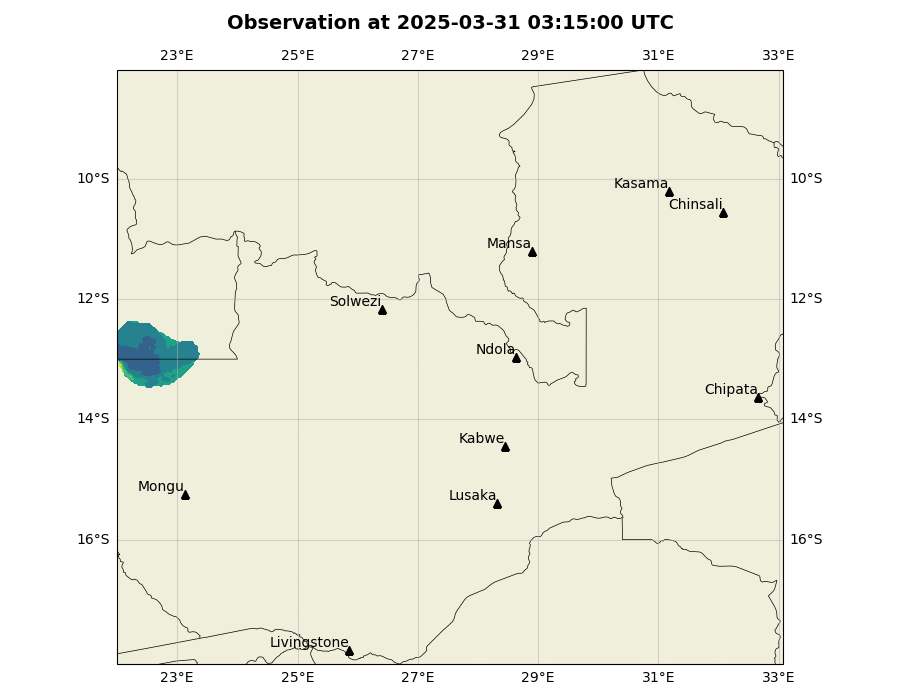 Observation at 2025-03-31 03:15:00 UTC
23°E 25°E 27°E 29°E 31°E 33°E
10°S 10°S
Kasama
Chinsali
Mansa
12°S 12°S
Solwezi
Ndola
Chipata
14°S 14°S
Kabwe
Mongu
Lusaka
16°S 16°S
Livingstone
23°E 25°E 27°E 29°E 31°E 33°E